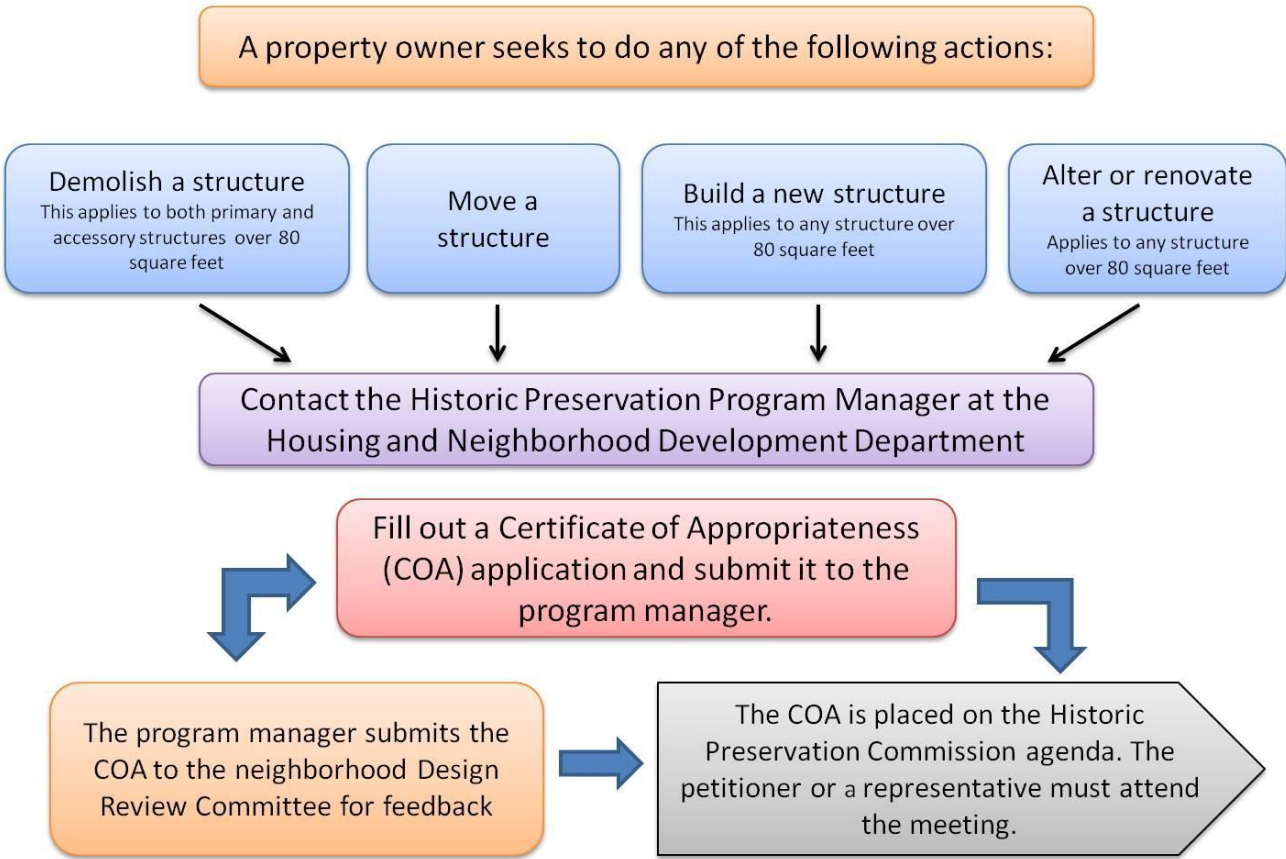 A property owner seeks to do any of the following actions:
Demolish a structure
This applies to both primary and
accessory structures over 80
square feet
Move a
structure
Build a new structure
This applies to any structure over
80 square feet
Alter or renovate
a structure
Applies to any structure
over 80 square feet
Contact the Historic Preservation Program Manager at the
Housing and Neighborhood Development Department
Fill out a Certificate of Appropriateness
(COA) application and submit it to the
program manager.
The program manager submits the
COA to the neighborhood Design
Review Committee for feedback
The COA is placed on the Historic
Preservation Commission agenda. The
petitioner or a representative must attend
the meeting.